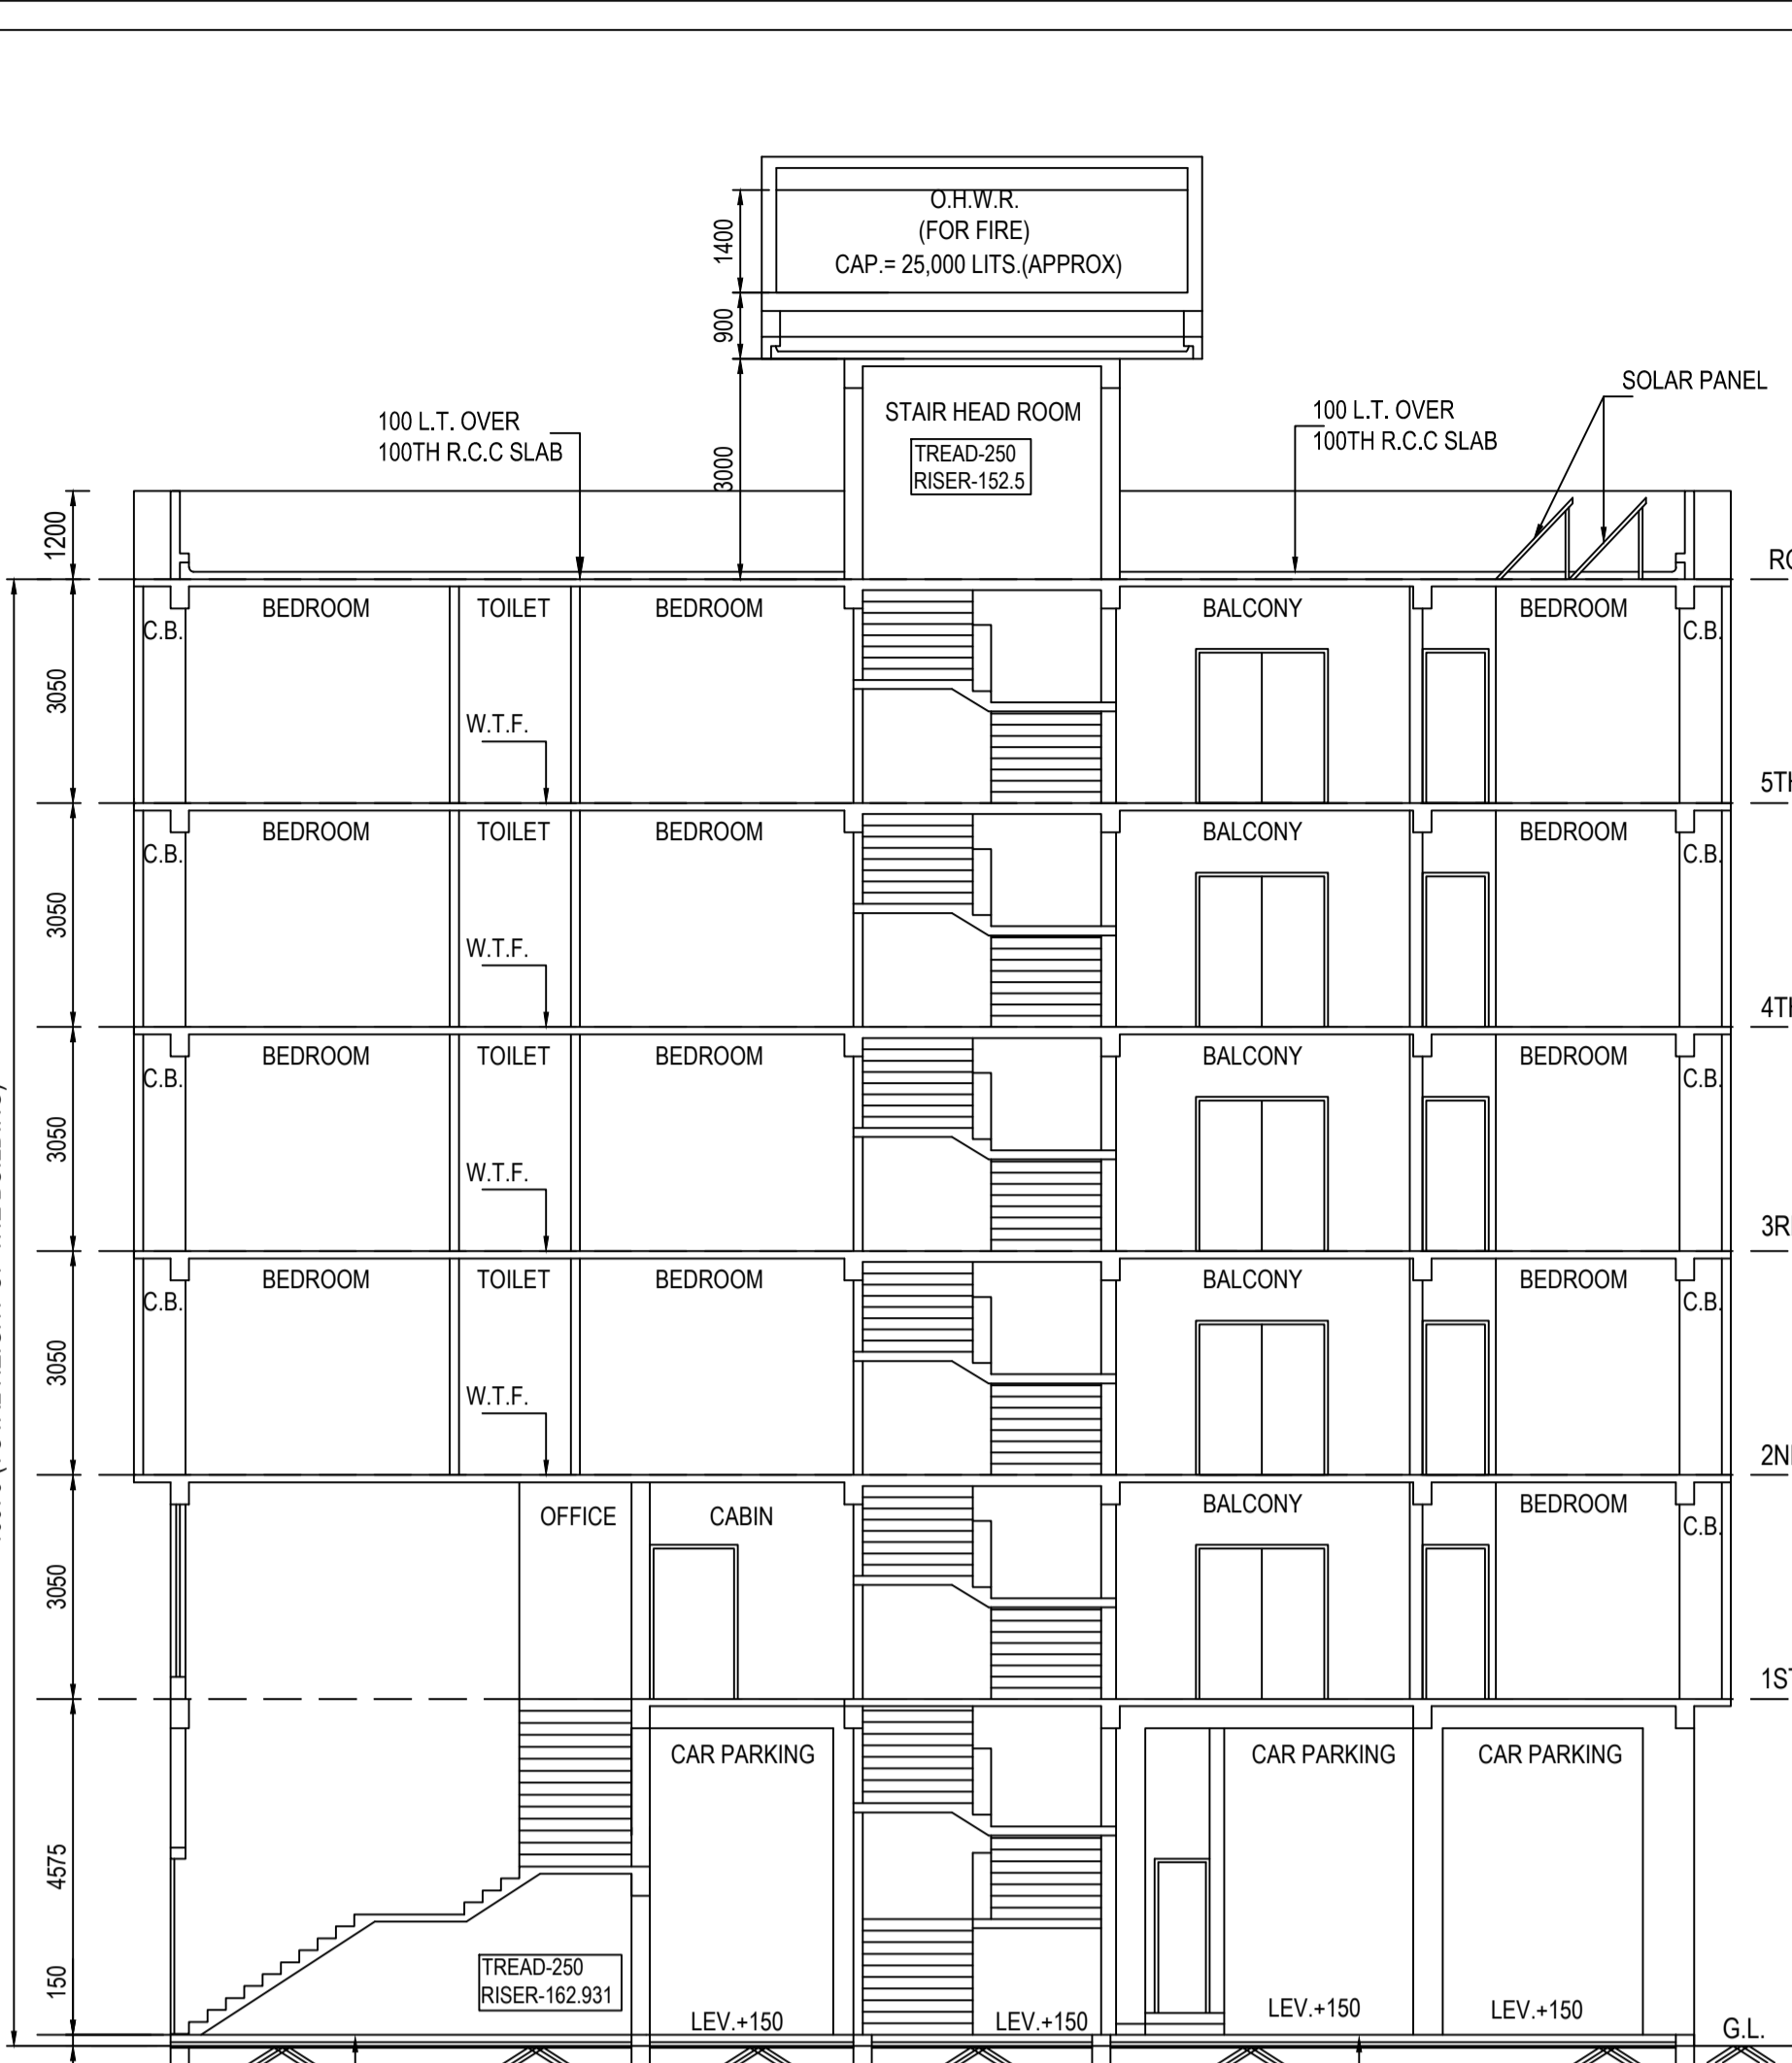 O.H.W.R.
(FOR FIRE)
CAP.= 25,000 LITS.(APPROX)
1400
900
SOLAR PANEL
STAIR HEAD ROOM
100 L.T. OVER
100TH R.C.C SLAB
100 L.T. OVER
100TH R.C.C SLAB
TREAD-250
RISER-152.5
3000
1200
BEDROOM
TOILET
BEDROOM
BALCONY
BEDROOM
C.B.
C.B.
3050
W.T.F.
5TH
BEDROOM
TOILET
BEDROOM
BALCONY
BEDROOM
C.B.
C.B.
3050
W.T.F.
4TH
BEDROOM
TOILET
BEDROOM
BALCONY
BEDROOM
C.B.
C.B.
3050
W.T.F.
3R
BEDROOM
TOILET
BEDROOM
BALCONY
BEDROOM
C.B.
C.B.
3050
W.T.F.
OFFICE
CABIN
BALCONY
BEDROOM
C.B.
3050
CAR PARKING
CAR PARKING
CAR PARKING
4575
150
TREAD-250
RISER-162.931
LEV.+150
LEV.+150
LEV.+150
LEV.+150
G.L.